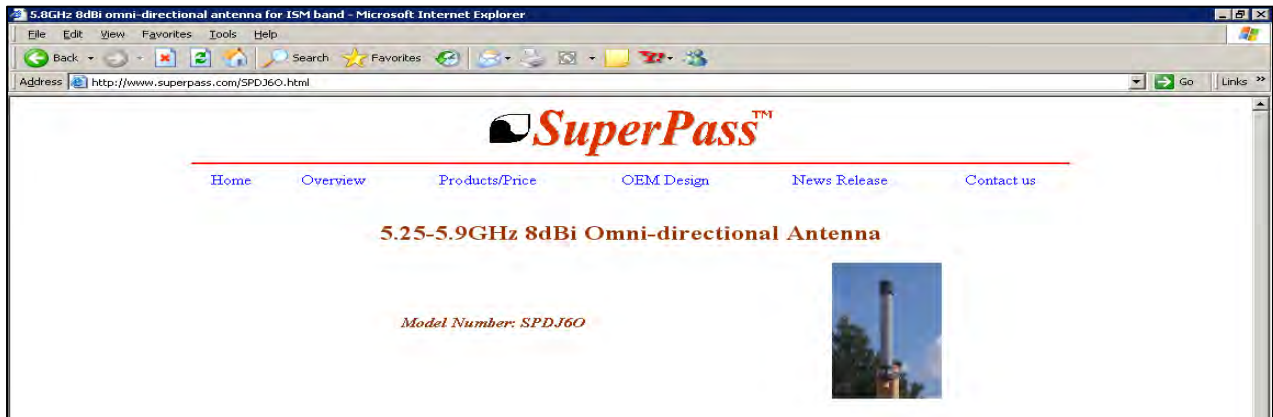 5.8GHz 8dBi omni-directional antenna for ISM band - Microsoft Internet Explorer
File Edit View Favorites Tools Help
Back Search Favorites
Address http://www.superpass.com/SPDJ6O.html Go Links »
SuperPass™
Home Overview Products/Price OEM Design News Release Contact us
5.25-5.9GHz 8dBi Omni-directional Antenna
Model Number: SPDJ6O